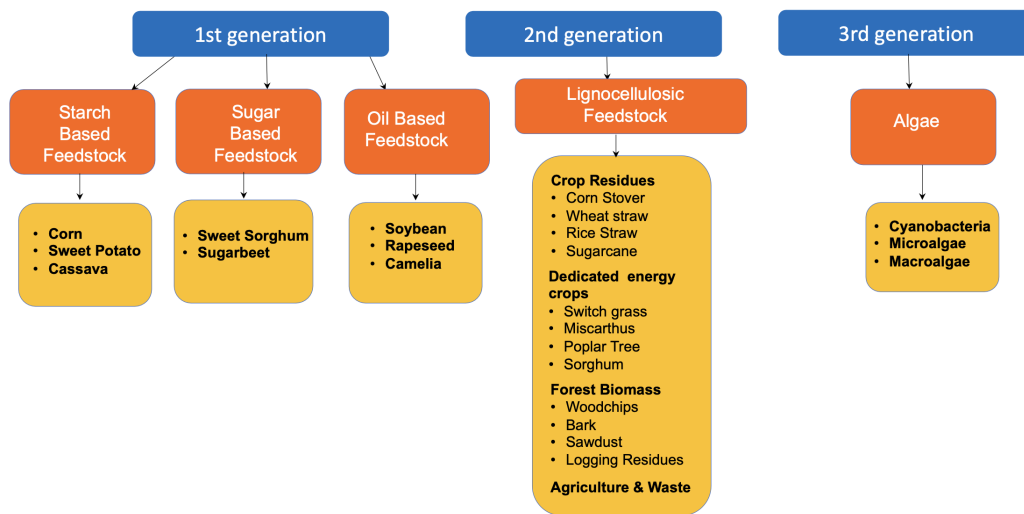 1st generation
2nd generation
3rd generation
Starch
Based
Feedstock
Sugar
Based
Feedstock
Oil Based
Feedstock
Lignocellulosic
Feedstock
Algae
• Corn
• Sweet Potato
• Cassava
• Sweet Sorghum
• Sugarbeet
• Soybean
• Rapeseed
• Camelia
Crop Residues
• Corn Stover
• Wheat straw
• Rice Straw
• Sugarcane
Dedicated energy
crops
• Switch grass
• Miscarthus
• Poplar Tree
• Sorghum
Forest Biomass
• Woodchips
• Bark
• Sawdust
• Logging Residues
Agriculture & Waste
• Cyanobacteria
• Microalgae
• Macroalgae